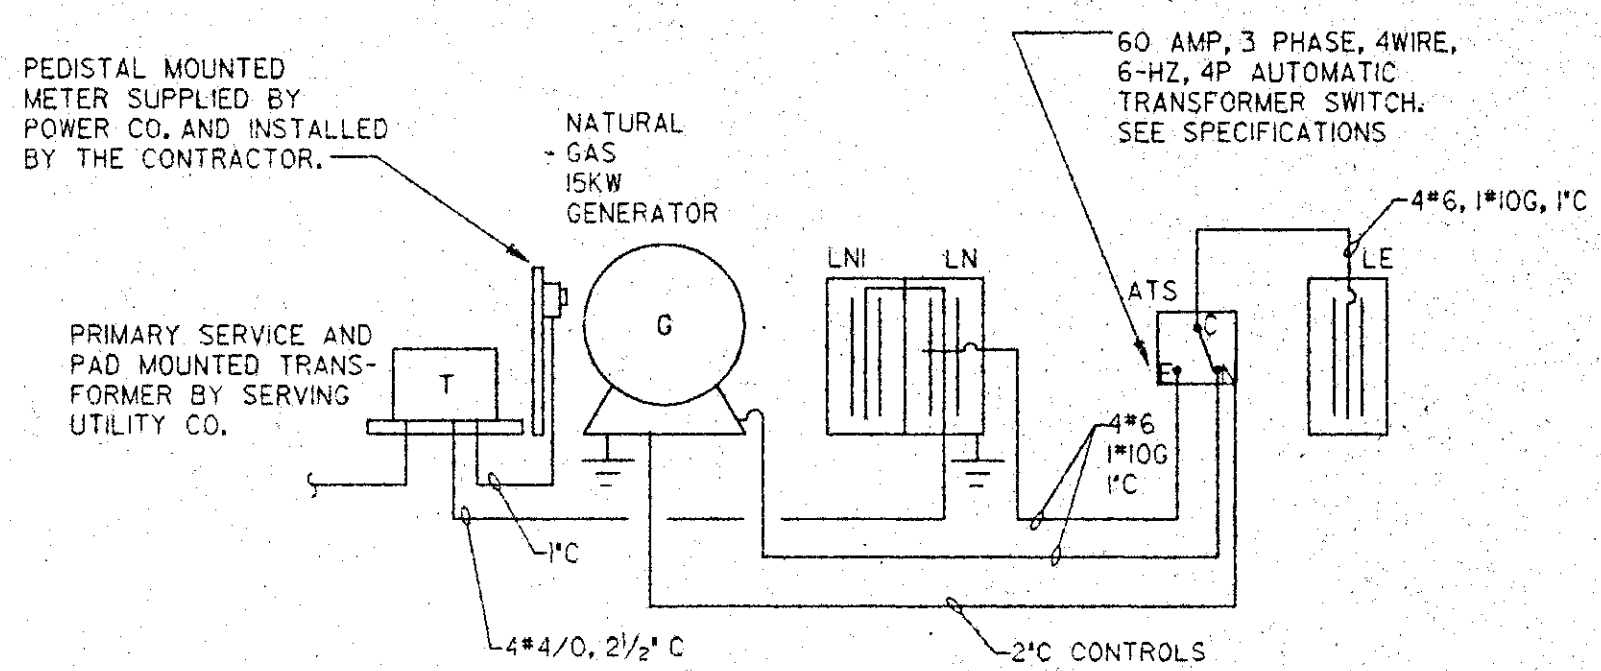 PEDISTAL MOUNTED
METER SUPPLIED BY
POWER CO. AND INSTALLED
BY THE CONTRACTOR.
NATURAL
GAS
15KW
GENERATOR
60 AMP, 3 PHASE, 4WIRE,
6-HZ, 4P AUTOMATIC
TRANSFORMER SWITCH.
SEE SPECIFICATIONS
4#6, 1#10G, 1"C
LN1 LN
LE
ATS
G
C
E
PRIMARY SERVICE AND
PAD MOUNTED TRANS-
FORMER BY SERVING
UTILITY CO.
T
4#6
1#10G
1"C
1"C
4#4/0, 2½" C
2"C CONTROLS